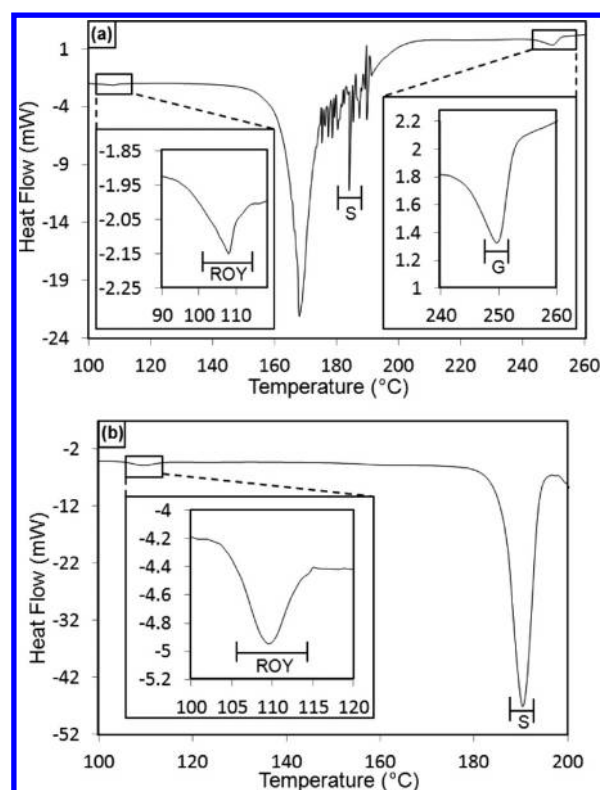 (a)
1
-4
-9
-14
-19
-24
Heat Flow (mW)
-1.85
-1.95
-2.05
-2.15
-2.25
90 100 110
ROY
S
2.2
2
1.8
1.6
1.4
1.2
1
240 250 260
G
100 120 140 160 180 200 220 240 260
Temperature (°C)
(b)
-2
-12
-22
-32
-42
-52
Heat Flow (mW)
-4
-4.2
-4.4
-4.6
-4.8
-5
-5.2
100 105 110 115 120
ROY
S
100 120 140 160 180 200
Temperature (°C)